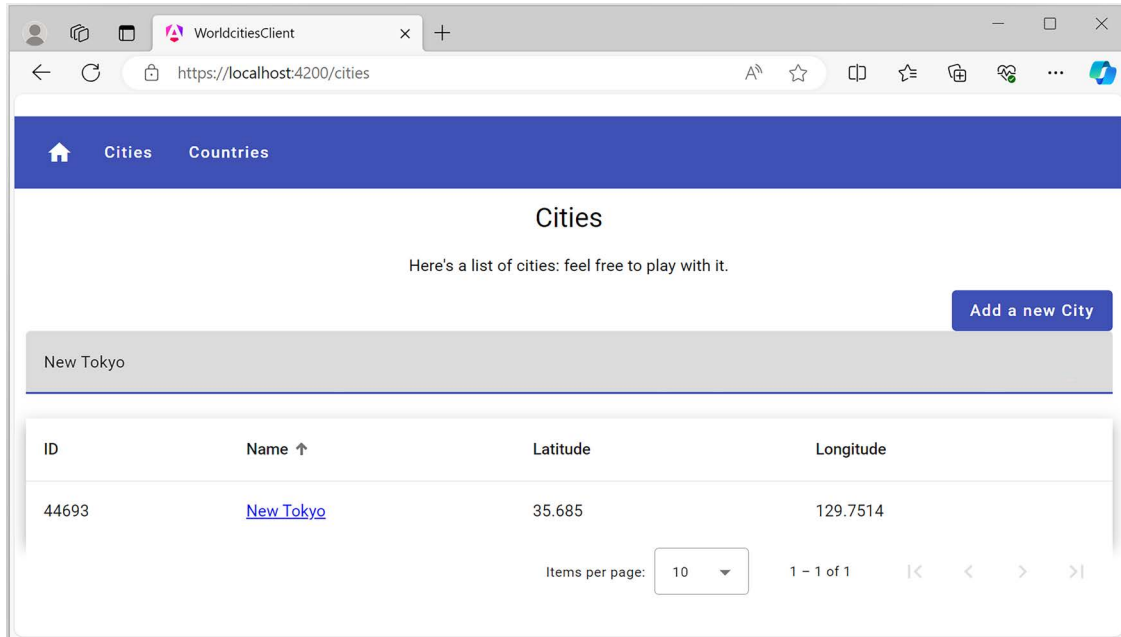 WorldcitiesClient
https://localhost:4200/cities
Cities Countries
Cities
Here's a list of cities: feel free to play with it.
Add a new City
New Tokyo
ID Name Latitude Longitude
44693 New Tokyo 35.685 129.7514
Items per page: 10 1 – 1 of 1